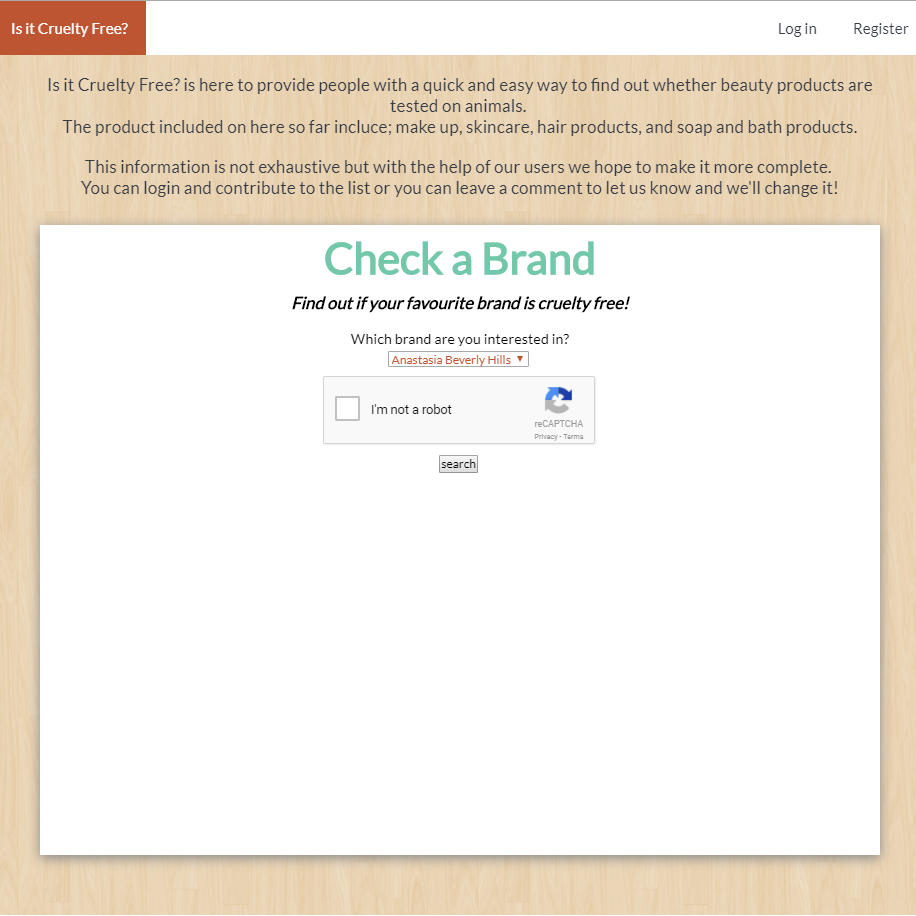 Is it Cruelty Free?
Log in
Register
Is it Cruelty Free? is here to provide people with a quick and easy way to find out whether beauty products are
tested on animals.
The product included on here so far incluce; make up, skincare, hair products, and soap and bath products.
This information is not exhaustive but with the help of our users we hope to make it more complete.
You can login and contribute to the list or you can leave a comment to let us know and we'll change it!
Check a Brand
Find out if your favourite brand is cruelty free!
Which brand are you interested in?
Anastasia Beverly Hills ▼
I'm not a robot
reCAPTCHA
Privacy - Terms
search